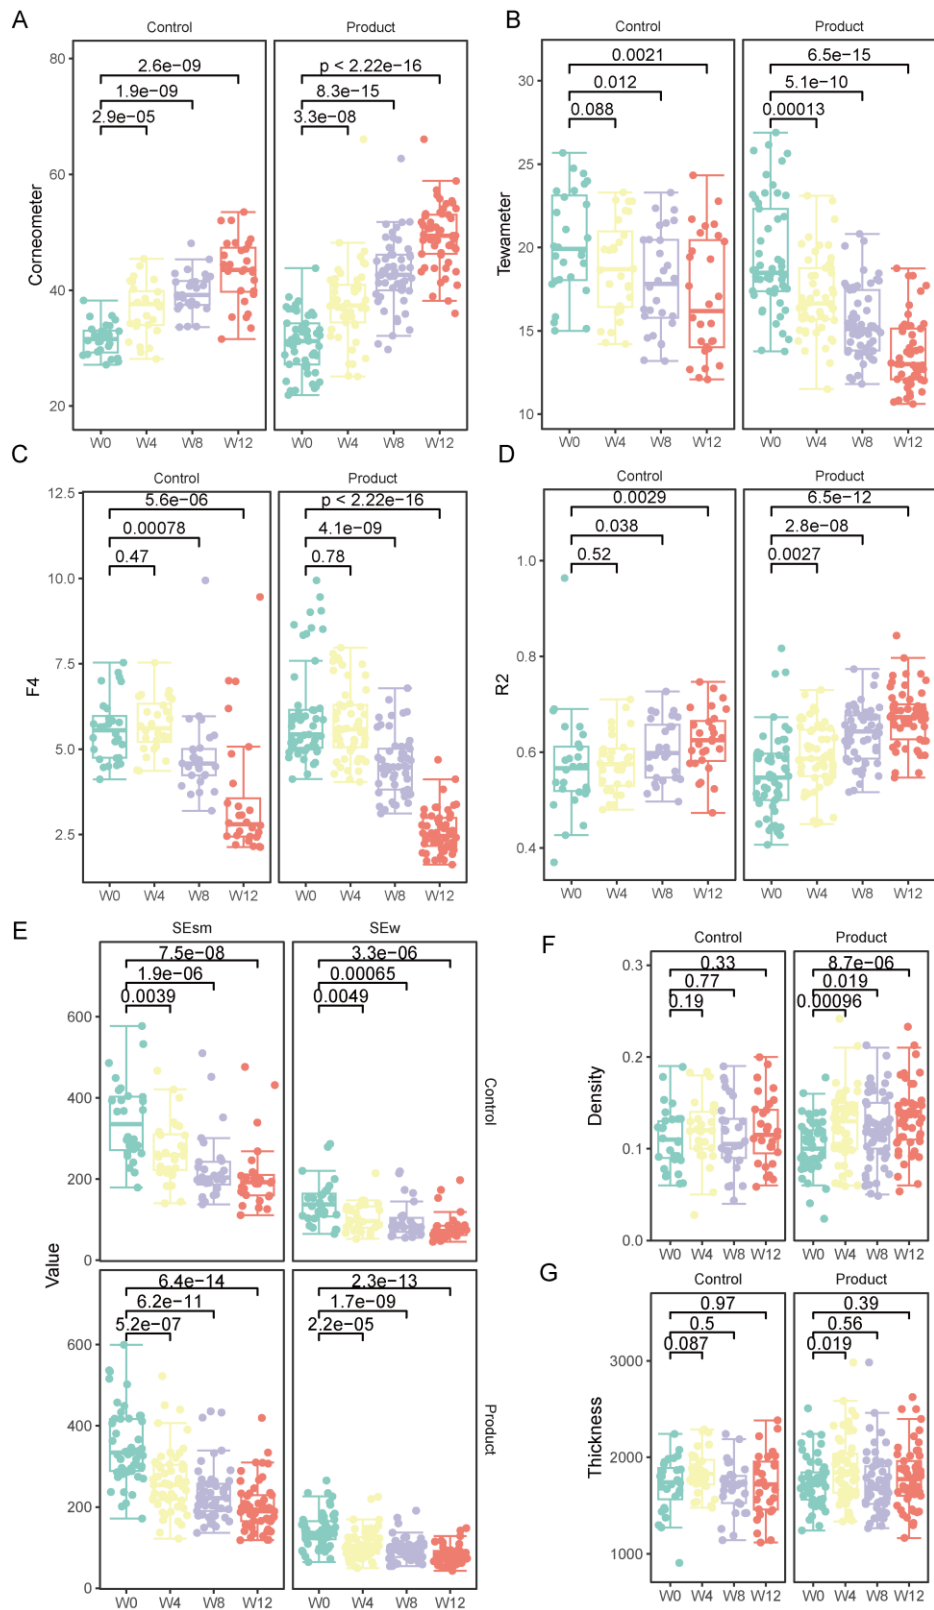 A
Control
Product
Corneometer
80
60
40
20
2.6e−09
1.9e−09
2.9e−05
p < 2.22e−16
8.3e−15
3.3e−08
W0 W4 W8 W12
W0 W4 W8 W12
B
Control
Product
Tewameter
30
25
20
15
10
0.0021
0.012
0.088
6.5e−15
5.1e−10
0.00013
W0 W4 W8 W12
W0 W4 W8 W12
C
Control
Product
F4
12.5
10.0
7.5
5.0
2.5
5.6e−06
0.00078
0.47
p < 2.22e−16
4.1e−09
0.78
W0 W4 W8 W12
W0 W4 W8 W12
D
Control
Product
R2
1.0
0.8
0.6
0.4
0.0029
0.038
0.52
6.5e−12
2.8e−08
0.0027
W0 W4 W8 W12
W0 W4 W8 W12
E
SEsm
SEw
Value
600
400
200
0
7.5e−08
1.9e−06
0.0039
3.3e−06
0.00065
0.0049
Control
600
400
200
0
6.4e−14
6.2e−11
5.2e−07
2.3e−13
1.7e−09
2.2e−05
Product
W0 W4 W8 W12
W0 W4 W8 W12
F
Control
Product
Density
0.3
0.2
0.1
0.0
0.33
0.77
0.19
8.7e−06
0.019
0.00096
W0 W4 W8 W12
W0 W4 W8 W12
G
Control
Product
Thickness
3000
2000
1000
0.97
0.5
0.087
0.39
0.56
0.019
W0 W4 W8 W12
W0 W4 W8 W12